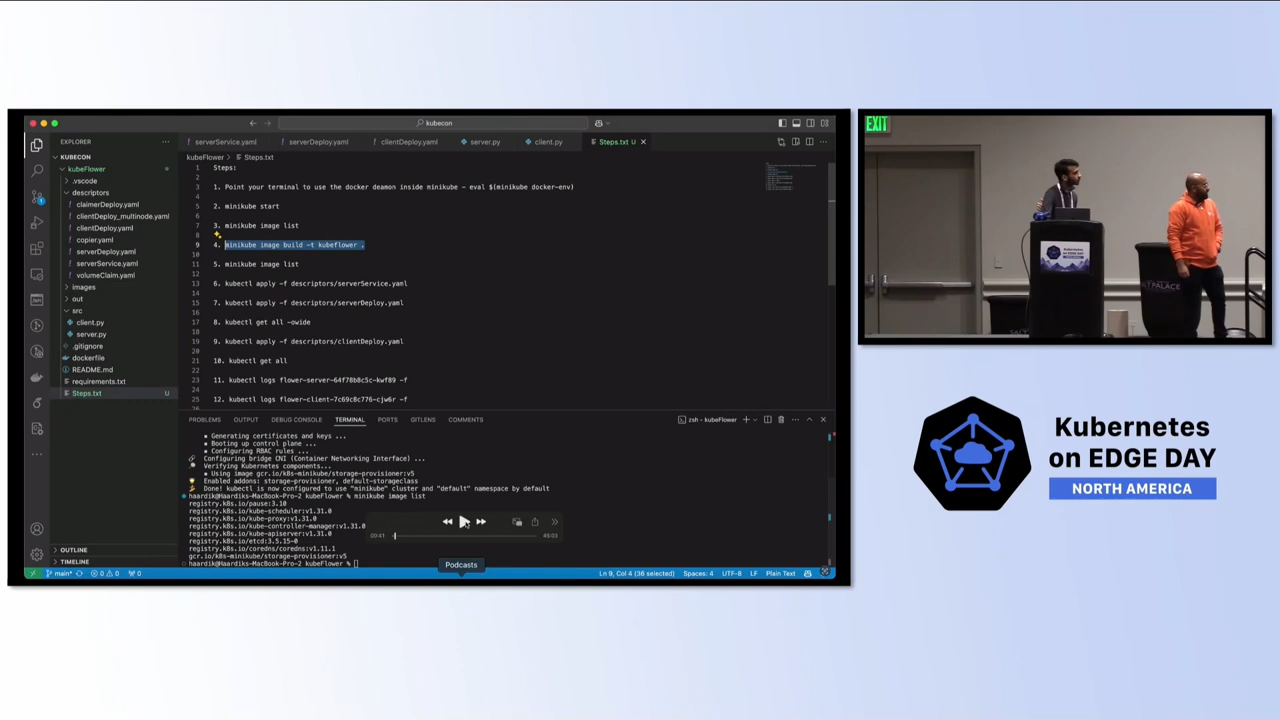 kubecon
EXPLORER
serverService.yaml
serverDeploy.yaml
clientDeploy.yaml
server.py
client.py
Steps.txt U
KUBECON
kubeFlower
.vscode
descriptors
claimerDeploy.yaml
clientDeploy_multinode.yaml
clientDeploy.yaml
copier.yaml
serverDeploy.yaml
serverService.yaml
volumeClaim.yaml
images
out
src
client.py
server.py
.gitignore
dockerfile
README.md
requirements.txt
Steps.txt U
OUTLINE
TIMELINE
kubeFlower > Steps.txt
1 Steps:
2
3 1. Point your terminal to use the docker deamon inside minikube - eval $(minikube docker-env)
4
5 2. minikube start
6
7 3. minikube image list
8
9 4. minikube image build -t kubeflower .
10
11 5. minikube image list
12
13 6. kubectl apply -f descriptors/serverService.yaml
14
15 7. kubectl apply -f descriptors/serverDeploy.yaml
16
17 8. kubectl get all -owide
18
19 9. kubectl apply -f descriptors/clientDeploy.yaml
20
21 10. kubectl get all
22
23 11. kubectl logs flower-server-64f78b8c5c-kwf89 -f
24
25 12. kubectl logs flower-client-7c69c8c776-cjw6r -f
PROBLEMS OUTPUT DEBUG CONSOLE TERMINAL PORTS GITLENS COMMENTS
zsh - kubeFlower
▪ Generating certificates and keys ...
▪ Booting up control plane ...
▪ Configuring RBAC rules ...
Configuring bridge CNI (Container Networking Interface) ...
Verifying Kubernetes components...
▪ Using image gcr.io/k8s-minikube/storage-provisioner:v5
Enabled addons: storage-provisioner, default-storageclass
Done! kubectl is now configured to use "minikube" cluster and "default" namespace by default
haardik@Haardiks-MacBook-Pro-2 kubeFlower % minikube image list
registry.k8s.io/pause:3.10
registry.k8s.io/kube-scheduler:v1.31.0
registry.k8s.io/kube-proxy:v1.31.0
registry.k8s.io/kube-controller-manager:v1.31.0
registry.k8s.io/kube-apiserver:v1.31.0
registry.k8s.io/etcd:3.5.15-0
registry.k8s.io/coredns/coredns:v1.11.1
gcr.io/k8s-minikube/storage-provisioner:v5
haardik@Haardiks-MacBook-Pro-2 kubeFlower %
00:41
45:03
Podcasts
main* 0 0 0
Ln 9, Col 4 (36 selected) Spaces: 4 UTF-8 LF Plain Text
EXIT
Kubernetes
on EDGE DAY
NORTH AMERICA